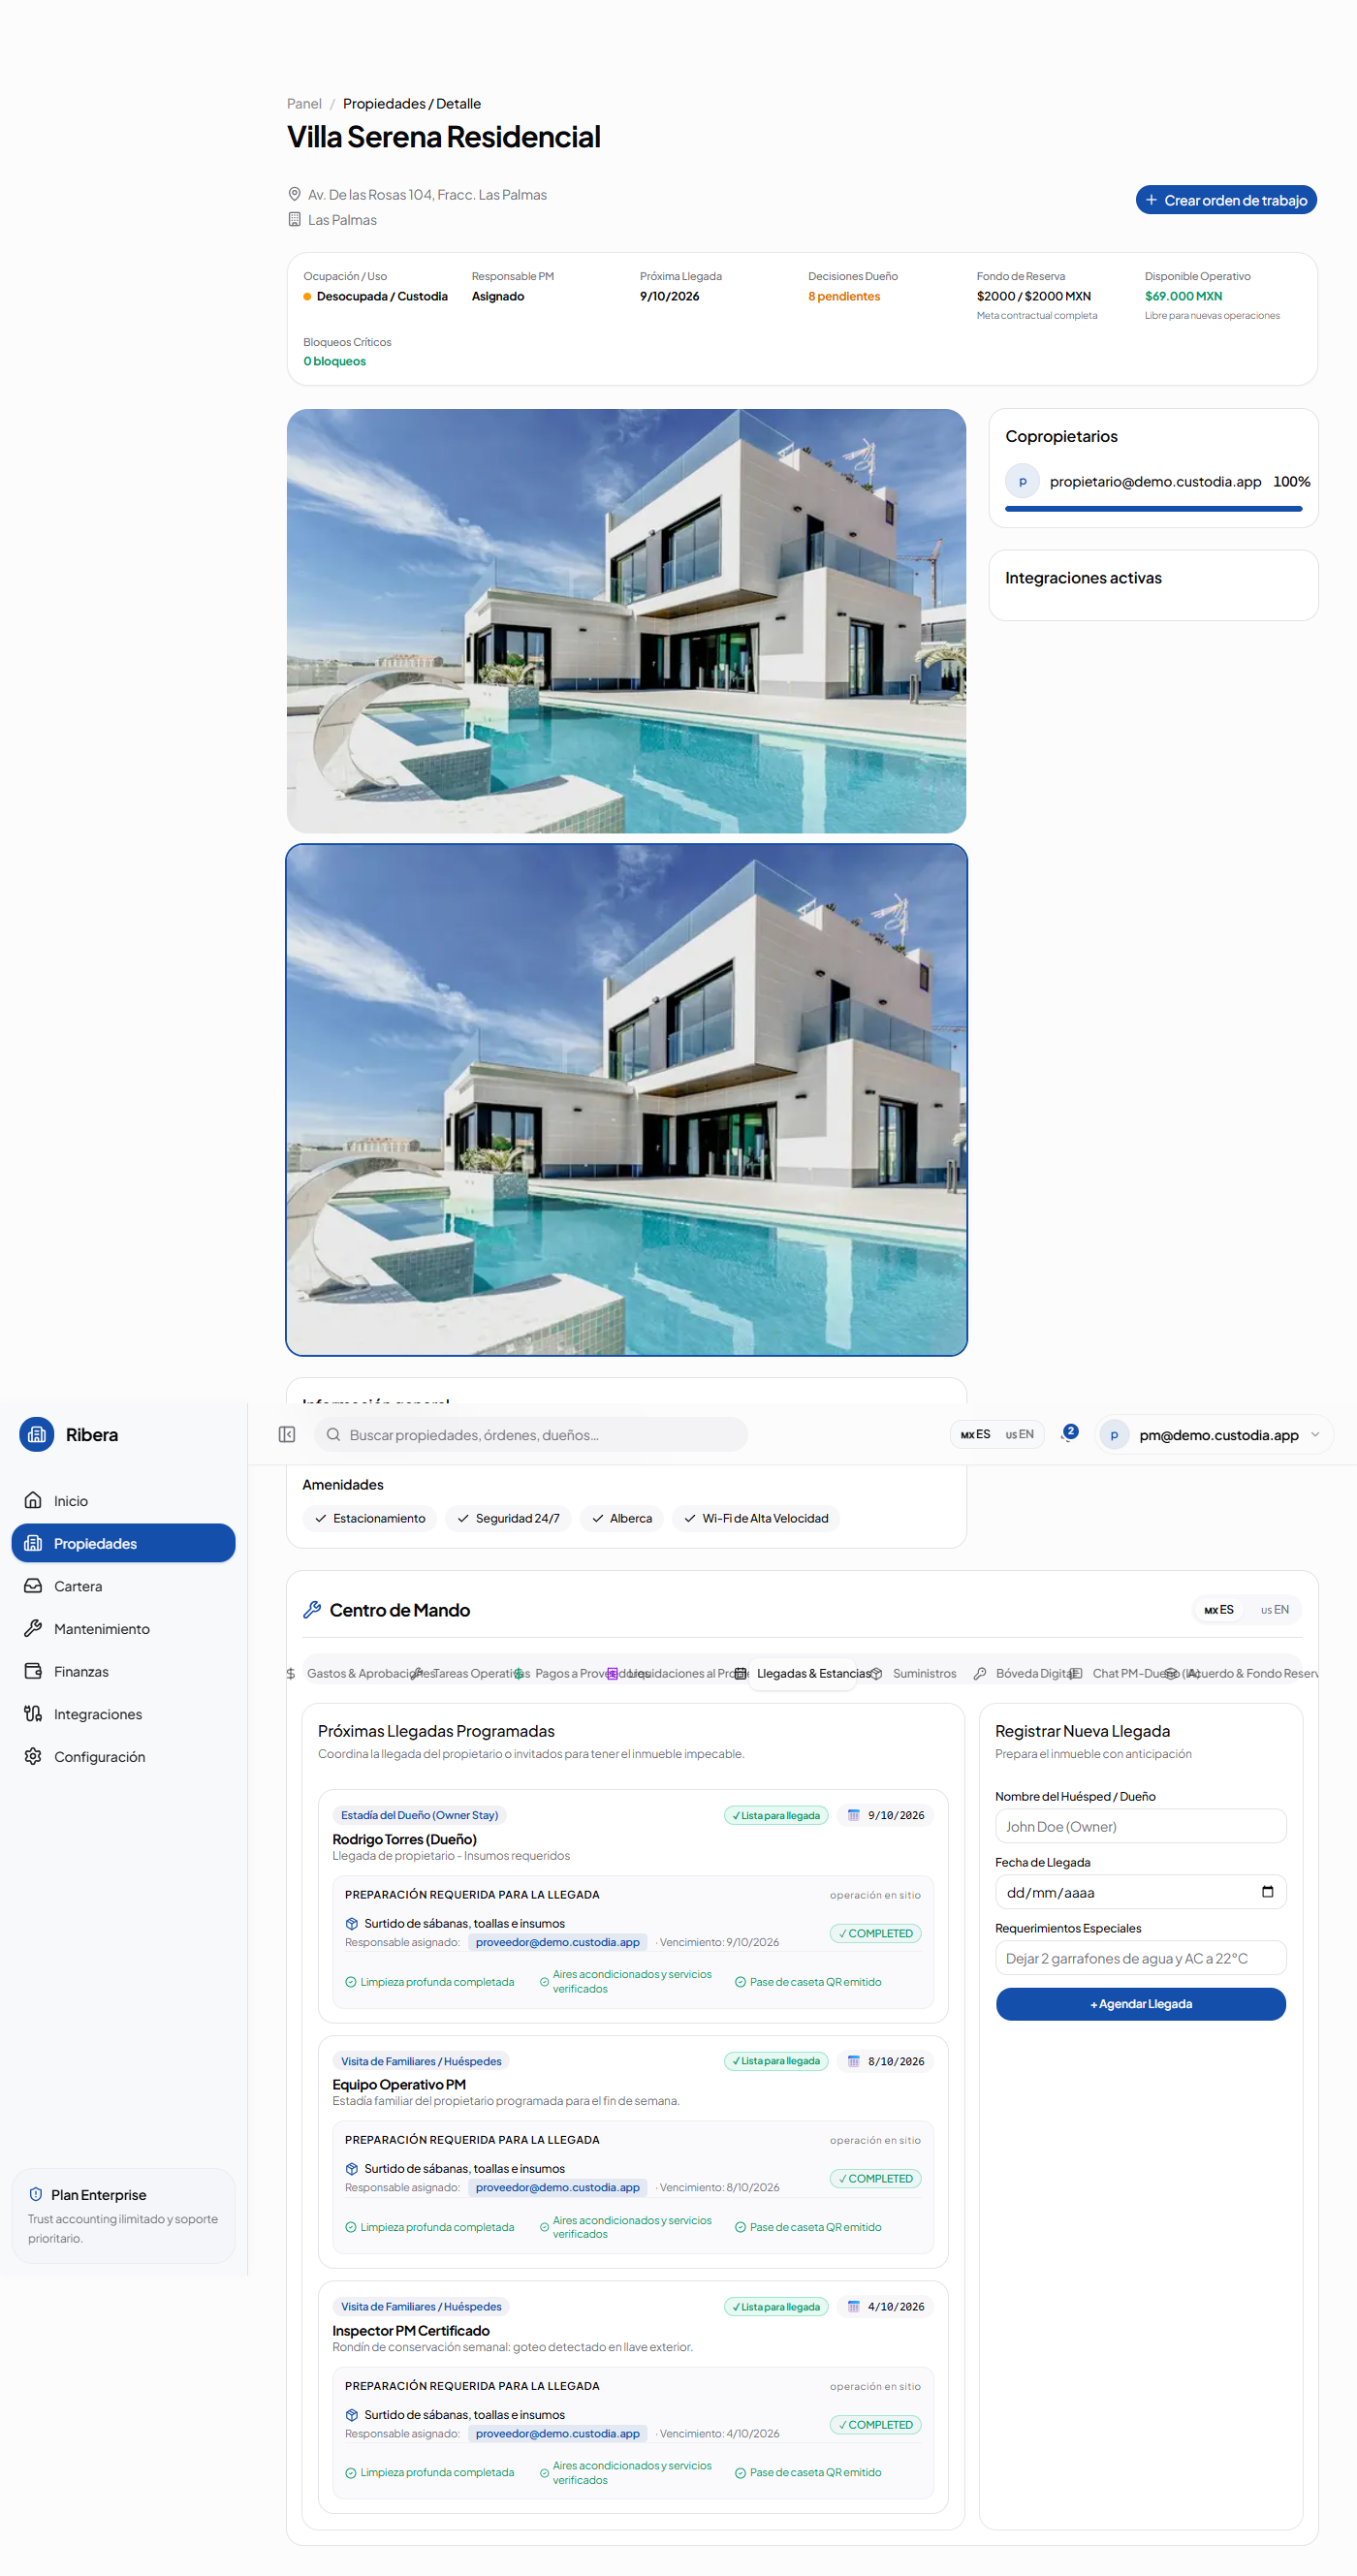 Panel / Propiedades / Detalle
Villa Serena Residencial
Av. De las Rosas 104, Fracc. Las Palmas
Las Palmas
+ Crear orden de trabajo
Ocupación / Uso
Desocupada / Custodia
Responsable PM
Asignado
Próxima Llegada
9/10/2026
Decisiones Dueño
8 pendientes
Fondo de Reserva
$2000 / $2000 MXN
Meta contractual completa
Disponible Operativo
$69.000 MXN
Libre para nuevas operaciones
Bloqueos Críticos
0 bloqueos
Copropietarios
p propietario@demo.custodia.app 100%
Integraciones activas
Ribera
Buscar propiedades, órdenes, dueños...
MX ES US EN
2
p pm@demo.custodia.app
Inicio
Propiedades
Cartera
Mantenimiento
Finanzas
Integraciones
Configuración
Plan Enterprise
Trust accounting ilimitado y soporte
prioritario.
Amenidades
Estacionamiento
Seguridad 24/7
Alberca
Wi-Fi de Alta Velocidad
Centro de Mando
MX ES US EN
Gastos & Aprobaciones
Tareas Operativas
Pagos a Proveedores
Liquidaciones al
Llegadas & Estancias
Suministros
Bóveda Digital
Chat PM-Dueño
Acuerdo & Fondo
Próximas Llegadas Programadas
Coordina la llegada del propietario o invitados para tener el inmueble impecable.
Estadía del Dueño (Owner Stay)
✓ Lista para llegada
9/10/2026
Rodrigo Torres (Dueño)
Llegada de propietario - Insumos requeridos
PREPARACIÓN REQUERIDA PARA LA LLEGADA
operación en sitio
Surtido de sábanas, toallas e insumos
Responsable asignado: proveedor@demo.custodia.app · Vencimiento: 9/10/2026
✓ COMPLETED
Limpieza profunda completada
Aires acondicionados y servicios
verificados
Pase de caseta QR emitido
Visita de Familiares / Huéspedes
✓ Lista para llegada
8/10/2026
Equipo Operativo PM
Estadía familiar del propietario programada para el fin de semana.
PREPARACIÓN REQUERIDA PARA LA LLEGADA
operación en sitio
Surtido de sábanas, toallas e insumos
Responsable asignado: proveedor@demo.custodia.app · Vencimiento: 8/10/2026
✓ COMPLETED
Limpieza profunda completada
Aires acondicionados y servicios
verificados
Pase de caseta QR emitido
Visita de Familiares / Huéspedes
✓ Lista para llegada
4/10/2026
Inspector PM Certificado
Rondín de conservación semanal: goteo detectado en llave exterior.
PREPARACIÓN REQUERIDA PARA LA LLEGADA
operación en sitio
Surtido de sábanas, toallas e insumos
Responsable asignado: proveedor@demo.custodia.app · Vencimiento: 4/10/2026
✓ COMPLETED
Limpieza profunda completada
Aires acondicionados y servicios
verificados
Pase de caseta QR emitido
Registrar Nueva Llegada
Prepara el inmueble con anticipación
Nombre del Huésped / Dueño
John Doe (Owner)
Fecha de Llegada
dd/mm/aaaa
Requerimientos Especiales
Dejar 2 garrafones de agua y AC a 22°C
+ Agendar Llegada